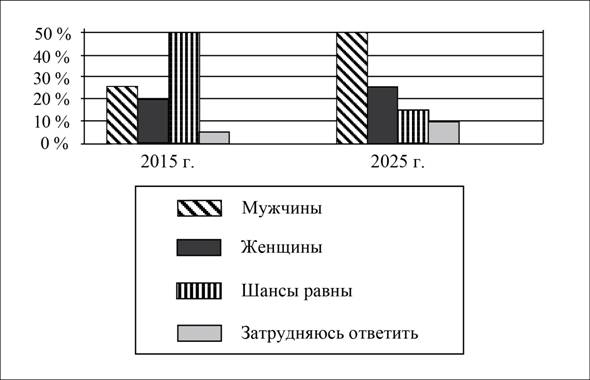 50 %
40 %
30 %
20 %
10 %
0 %
2015 г.
2025 г.
Мужчины
Женщины
Шансы равны
Затрудняюсь ответить